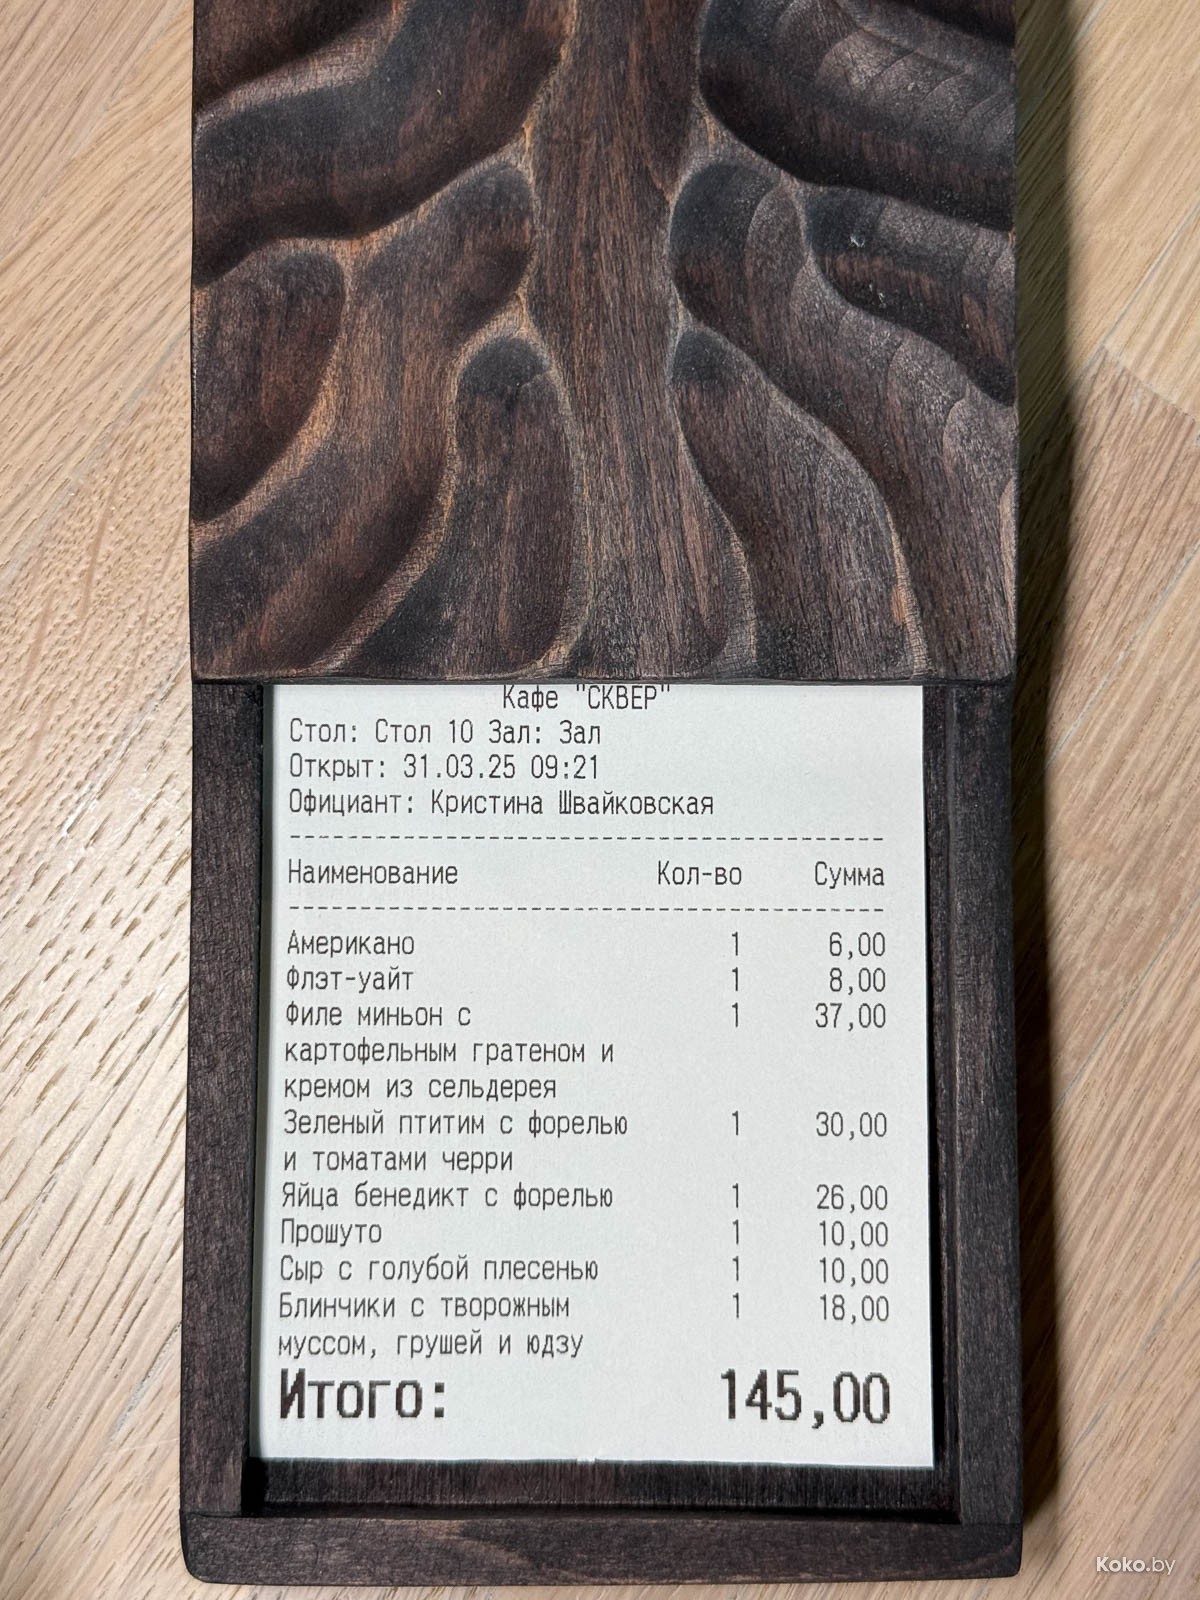 Кафе "СКВЕР"
Стол: Стол 10 Зал: Зал
Открыт: 31.03.25 09:21
Официант: Кристина Швайковская
Наименование Кол-во Сумма
Американо 1 6,00
Флэт-уайт 1 8,00
Филе миньон с 1 37,00
картофельным гратеном и
кремом из сельдерея
Зеленый птитим с форелью 1 30,00
и томатами черри
Яйца бенедикт с форелью 1 26,00
Прошуто 1 10,00
Сыр с голубой плесенью 1 10,00
Блинчики с творожным 1 18,00
муссом, грушей и юдзу
Итого: 145,00
Koko.by